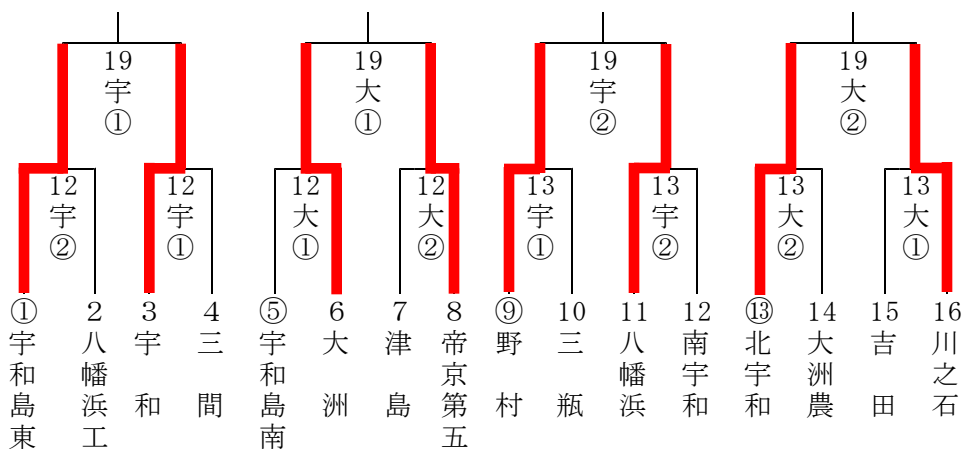 19
宇
①
19
大
①
19
宇
②
19
大
②
12
宇
②
12
宇
①
12
大
①
12
大
②
13
宇
①
13
宇
②
13
大
②
13
大
①
①
宇和島東
2
八幡浜工
3
宇和
4
三間
⑤
宇和島南
6
大洲
7
津島
8
帝京第五
⑨
野村
10
三瓶
11
八幡浜
12
南宇和
⑬
北宇和
14
大洲農
15
吉田
16
川之石